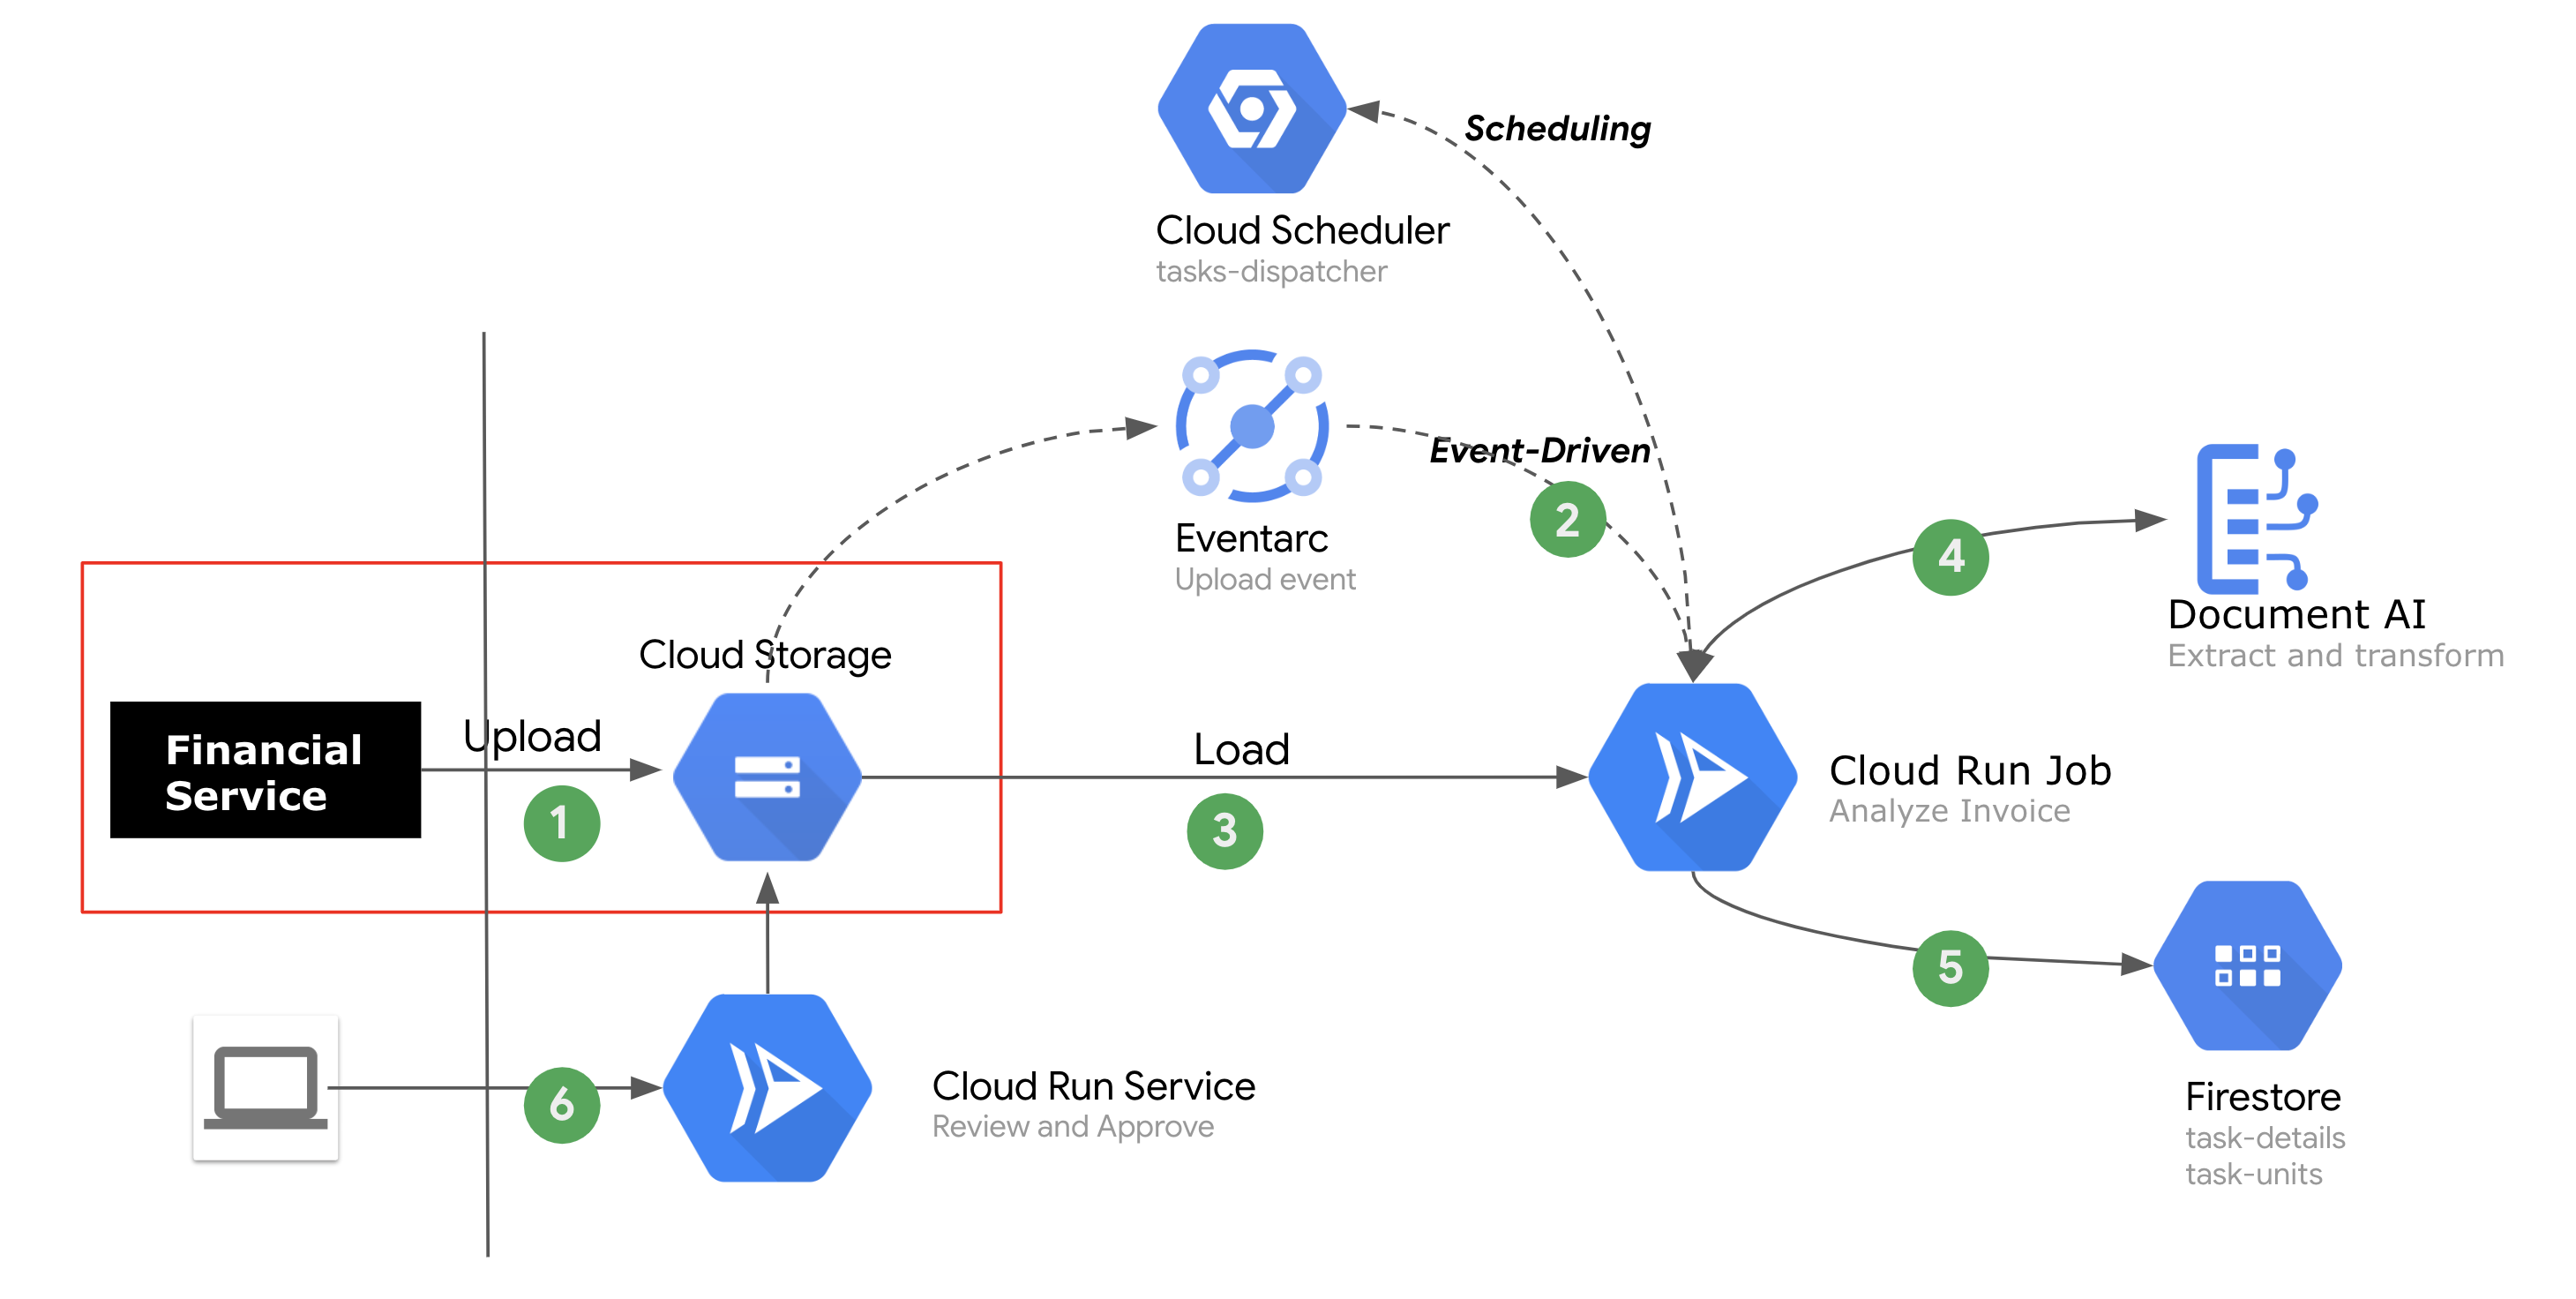 Scheduling
Cloud Scheduler
tasks-dispatcher
Event-Driven
2
Eventarc
Upload event
4
Document AI
Extract and transform
Cloud Storage
Financial
Service
Upload
1
Load
3
Cloud Run Job
Analyze Invoice
5
Firestore
task-details
task-units
6
Cloud Run Service
Review and Approve